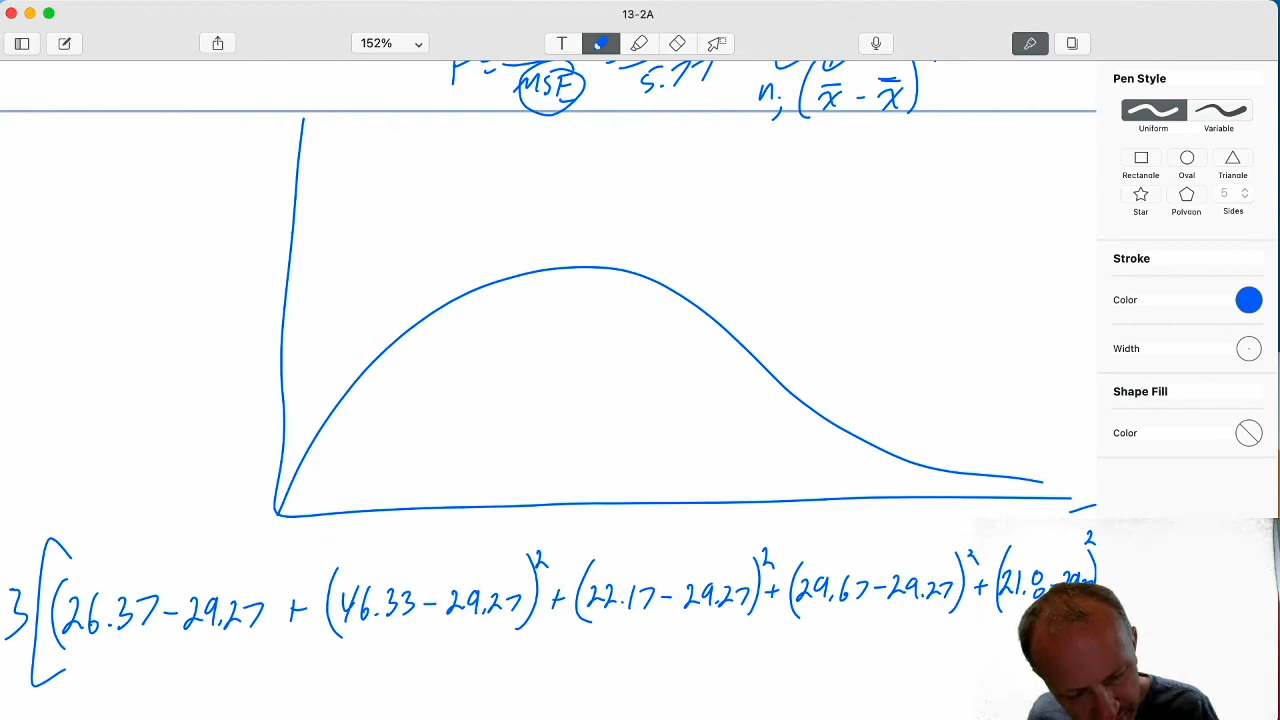 13-2A
152%
T
F = MSE = 5.77 n; (x̄ - x̿)
Pen Style
Uniform Variable
Rectangle Oval Triangle
5
Star Polygon Sides
Stroke
Color
Width
Shape Fill
Color
3[(26.37-29.27 + (46.33-29.27)² + (22.17-29.27)² + (29.67-29.27)² + (21.8